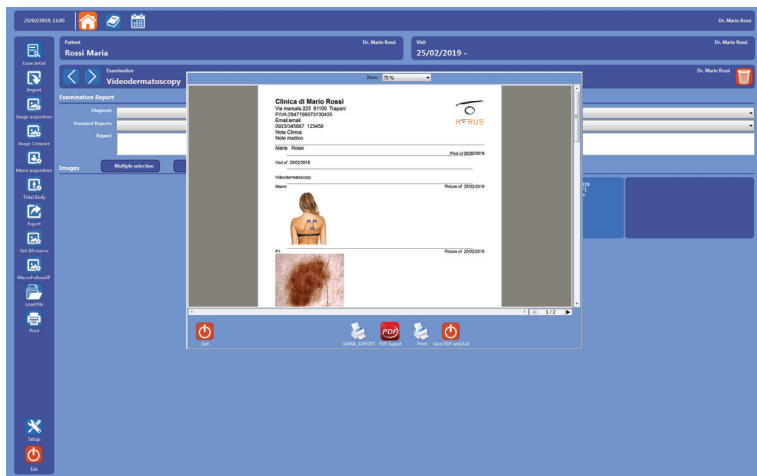 25/02/2019, 11:05
Dr. Mario Rossi
Patient
Dr. Mario Rossi
Rossi Maria
Visit
Dr. Mario Rossi
25/02/2019 -
Exam detail
Import
Image acquisition
Image Compare
Macro acquisition
Total Body
Export
Get All macro
MacroFollowUP
Load file
Print
Setup
Exit
Examination
Videodermatoscopy
Dr. Mario Rossi
Examination Report
Diagnosis
Standard Reports
Report
Images
Multiple selection
Zoom
75 %
Clinica di Mario Rossi
Via marsala 223 91100 Trapani
P.IVA:2647198373130435
Email:email
0923/345667 123456
Note Clinica
Note medico
HORUS
Maria Rossi
Print of 25/02/2019
Visit of 25/02/2019
Videodermatoscopy
Macro
Picture of 25/02/2019
P1
Picture of 25/02/2019
1/2
Exit
EMAIL_EXPORT
PDF
PDF Export
Print
Save PDF and Exit